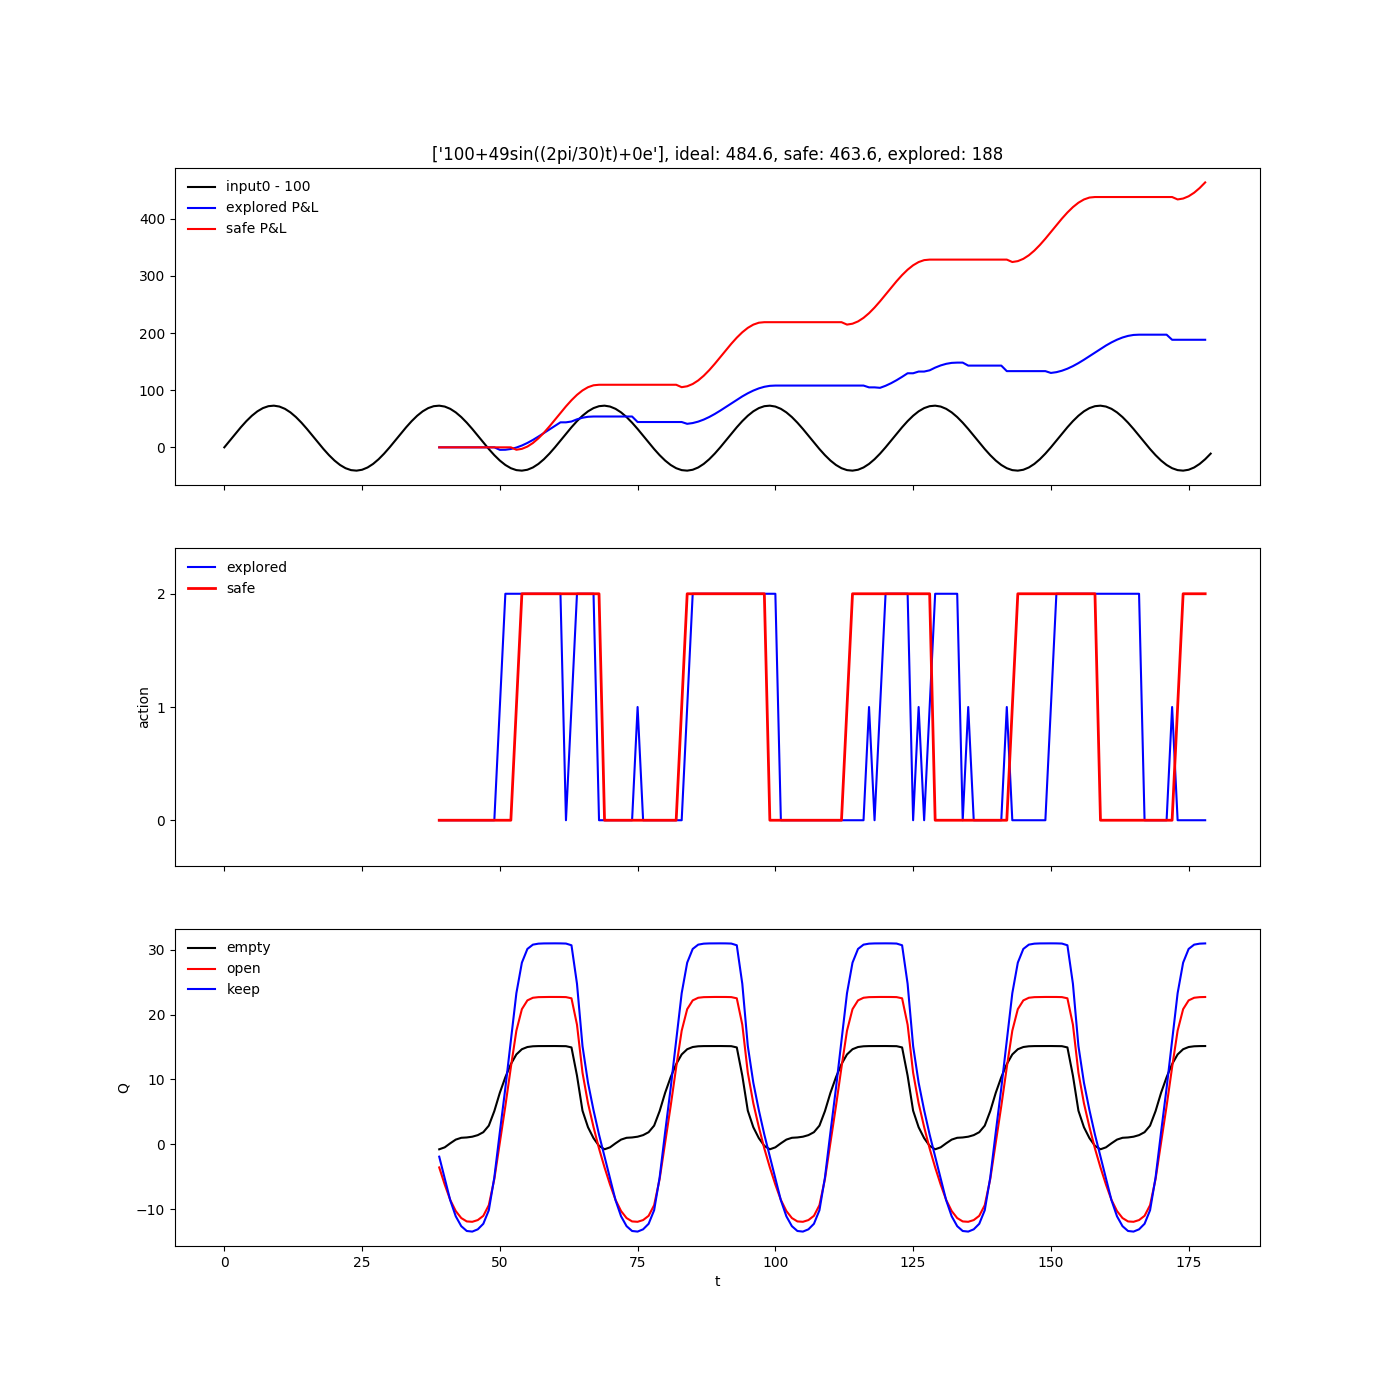 ['100+49sin((2pi/30)t)+0e'], ideal: 484.6, safe: 463.6, explored: 188
input0 - 100
explored P&L
safe P&L
400
300
200
100
0
explored
safe
2
1
0
action
empty
open
keep
30
20
10
0
−10
Q
0 25 50 75 100 125 150 175
t